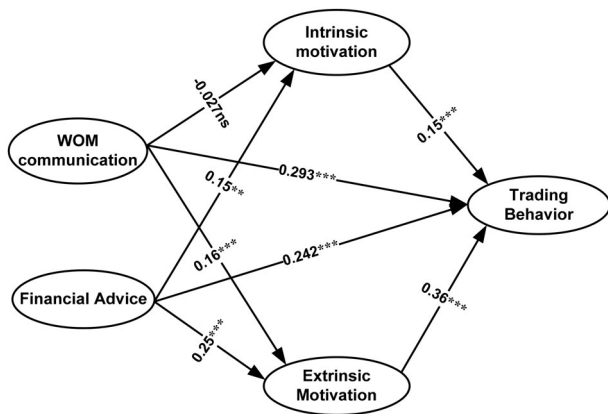 Intrinsic
motivation
-0.027ns
WOM
communication
0.15***
0.293***
0.15**
Trading
Behavior
0.16***
0.242***
Financial Advice
0.25***
0.36***
Extrinsic
Motivation